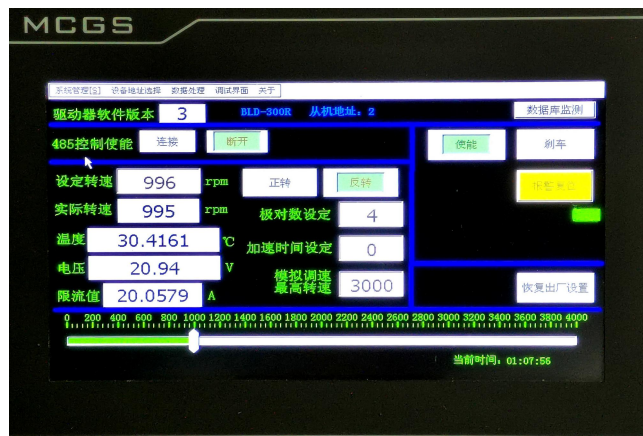 MCGS
系统管理[S] 设备地址选择 数据处理 调试界面 关于
驱动器软件版本 3 BLD-300R 从机地址: 2 数据库监测
485控制使能 连接 断开 使能 刹车
设定转速 996 rpm 正转 反转 报警复位
实际转速 995 rpm 极对数设定 4
温度 30.4161 ℃ 加速时间设定 0
电压 20.94 V 模拟调速
最高转速 3000
限流值 20.0579 A 恢复出厂设置
0 200 400 600 800 1000 1200 1400 1600 1800 2000 2200 2400 2600 2800 3000 3200 3400 3600 3800 4000
当前时间: 01:07:56